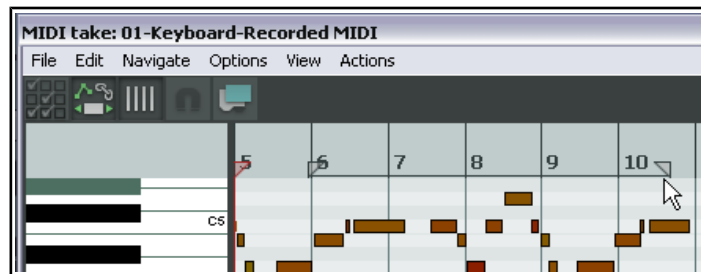 MIDI take: 01-Keyboard-Recorded MIDI
File Edit Navigate Options View Actions
5 6 7 8 9 10
C5